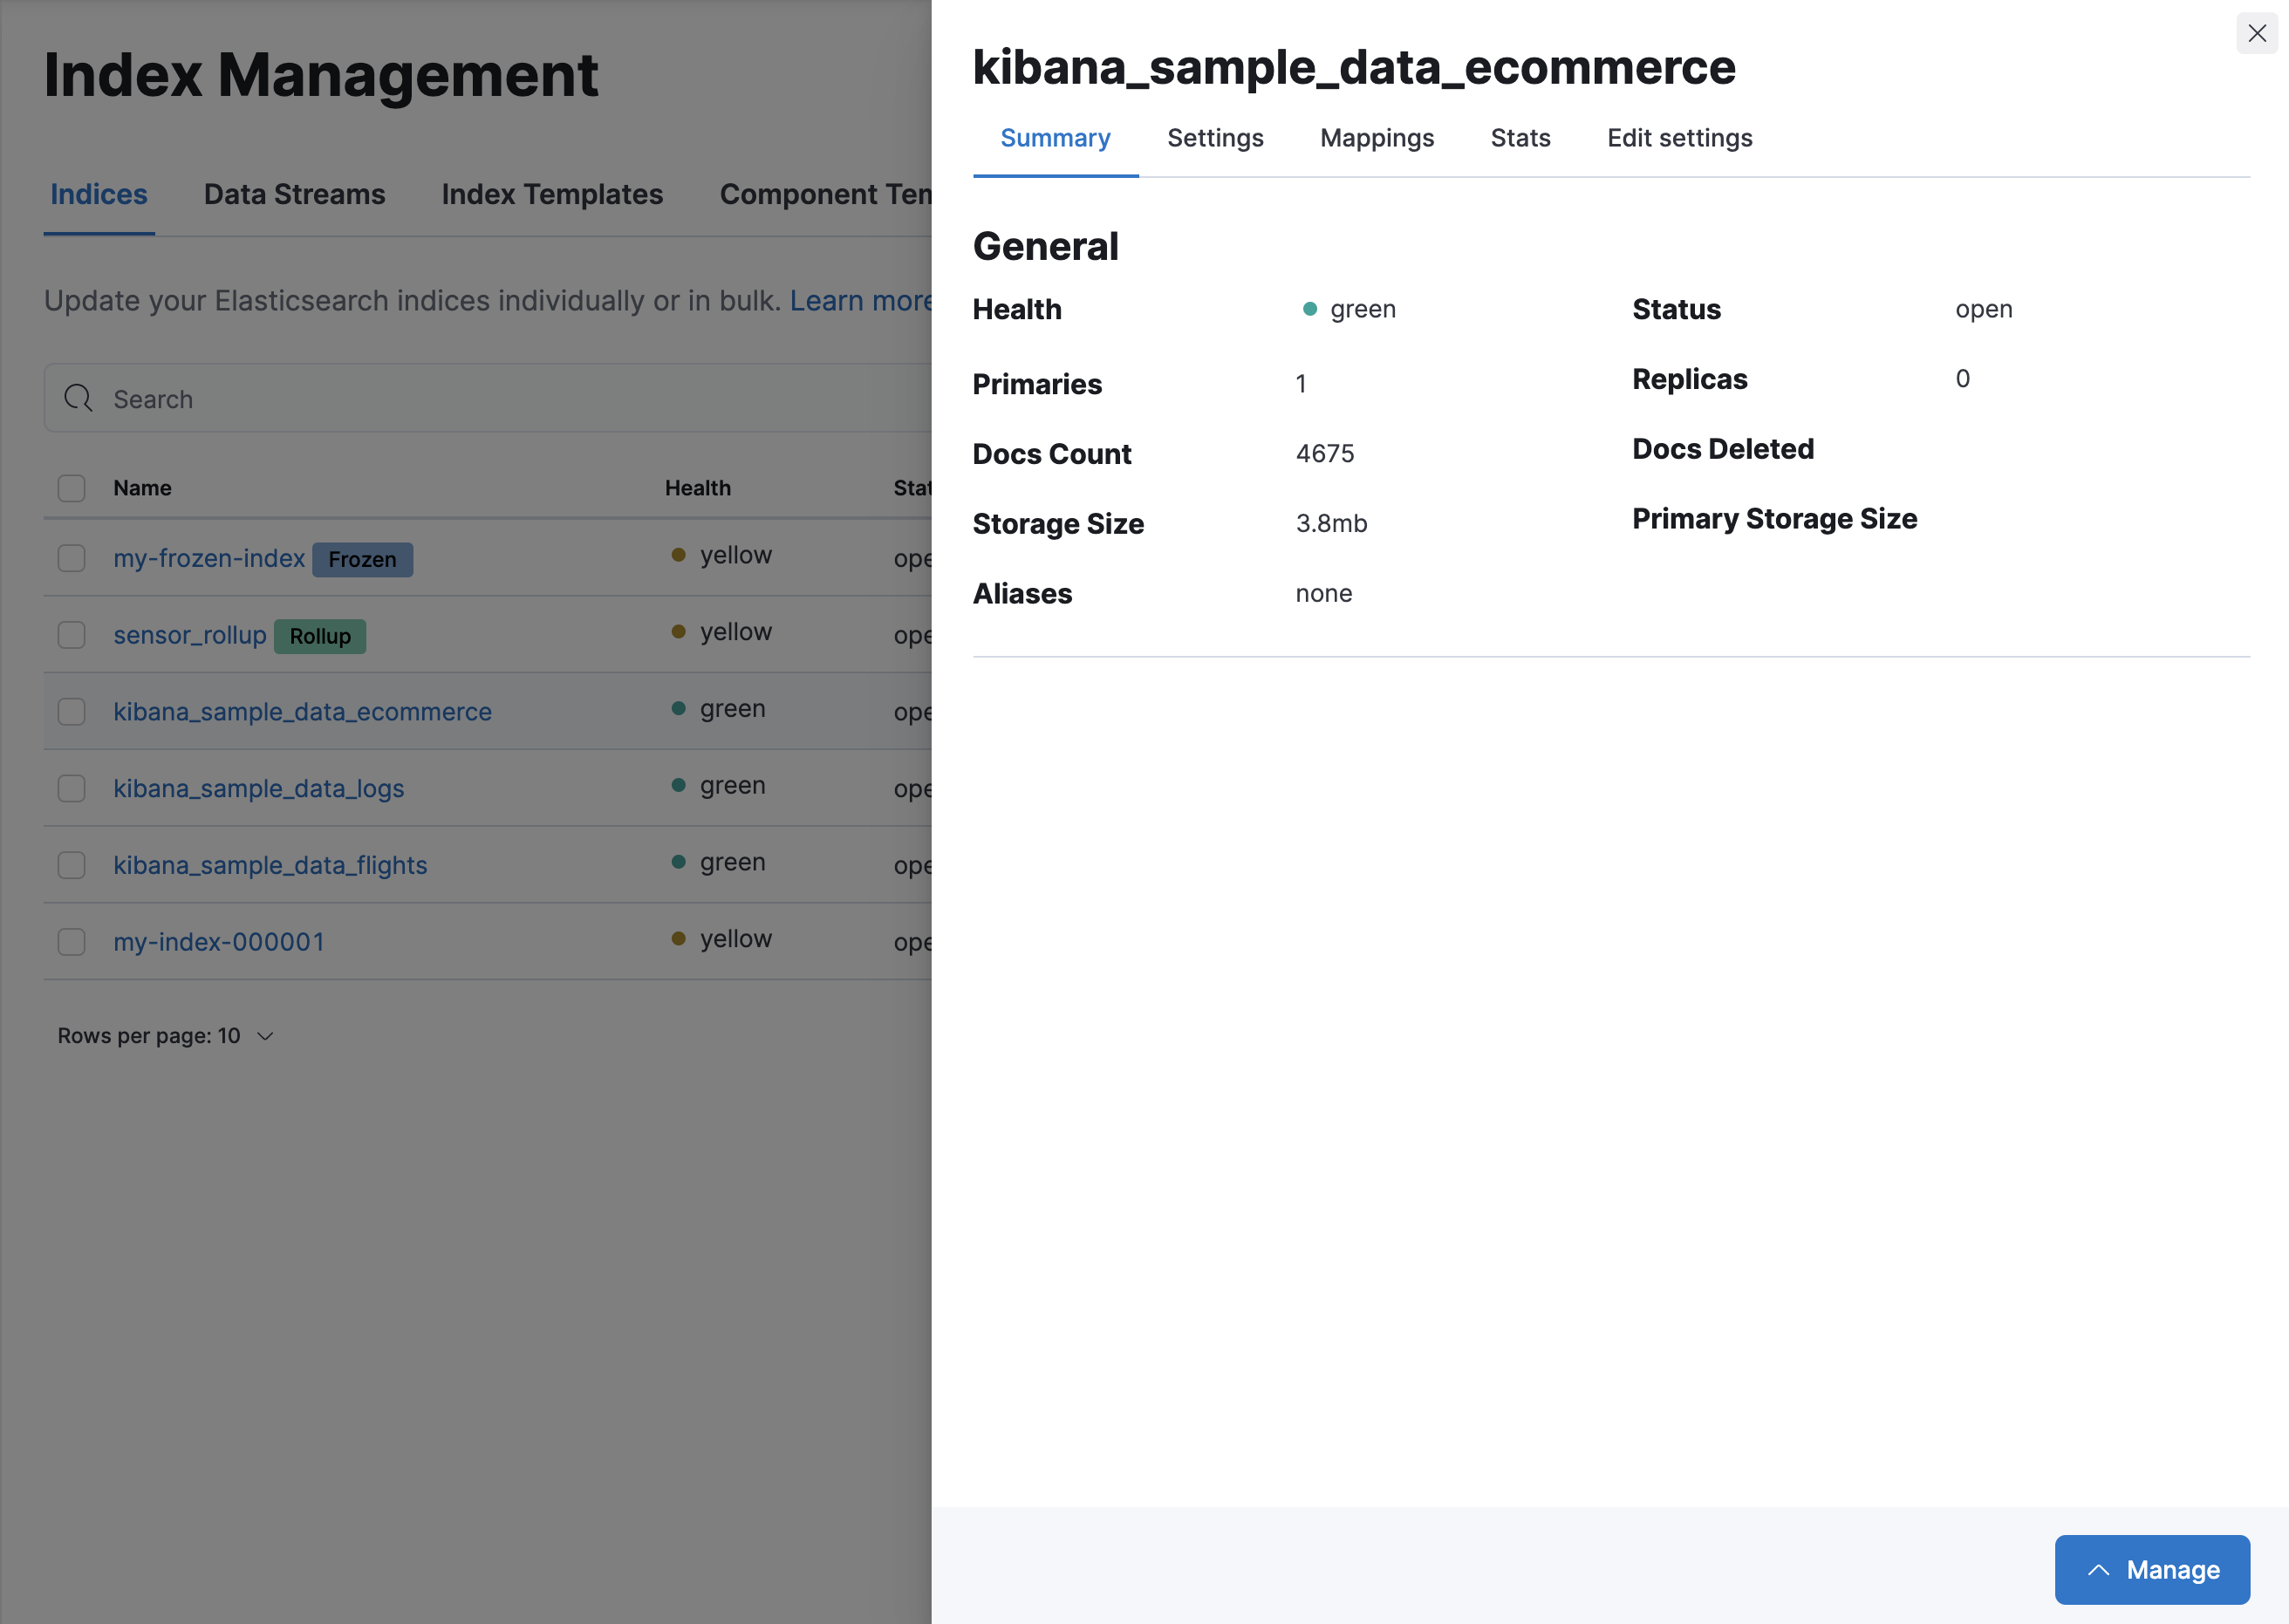 Index Management
Indices Data Streams Index Templates Component Tem
Update your Elasticsearch indices individually or in bulk. Learn more
Search
Name Health Stat
my-frozen-index Frozen yellow ope
sensor_rollup Rollup yellow ope
kibana_sample_data_ecommerce green ope
kibana_sample_data_logs green ope
kibana_sample_data_flights green ope
my-index-000001 yellow ope
Rows per page: 10
kibana_sample_data_ecommerce
Summary Settings Mappings Stats Edit settings
General
Health green Status open
Primaries 1 Replicas 0
Docs Count 4675 Docs Deleted
Storage Size 3.8mb Primary Storage Size
Aliases none
Manage